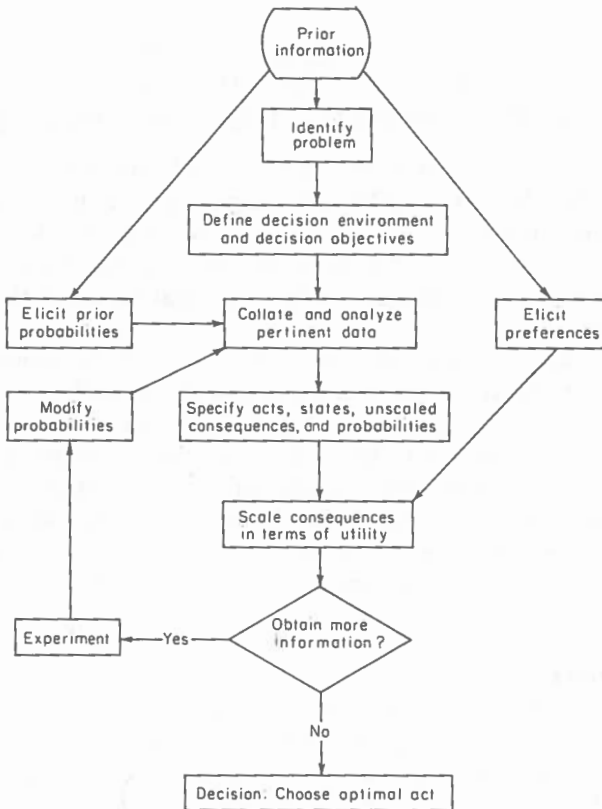 Prior
information
Identify
problem
Define decision environment
and decision objectives
Elicit prior
probabilities
Collate and analyze
pertinent data
Elicit
preferences
Modify
probabilities
Specify acts, states, unscaled
consequences, and probabilities
Scale consequences
in terms of utility
Obtain more
information?
Experiment
Yes
No
Decision: Choose optimal act